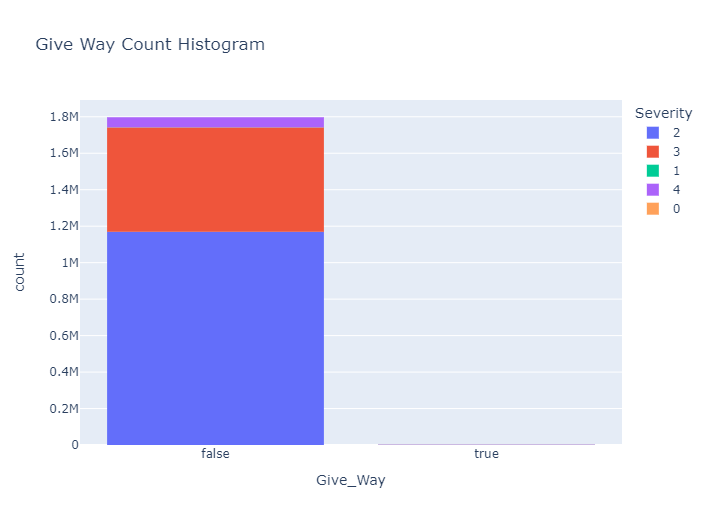 Give Way Count Histogram
Severity
2
3
1
4
0
1.8M
1.6M
1.4M
1.2M
1M
0.8M
0.6M
0.4M
0.2M
0
count
false
true
Give_Way